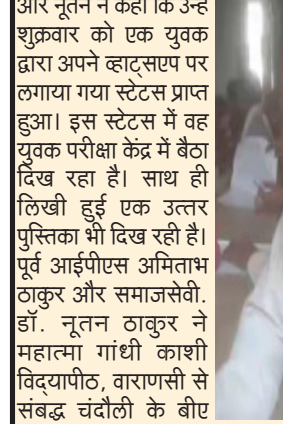 और नूतन ने कहा कि उन्हें
शुक्रवार को एक युवक
द्वारा अपने व्हाट्सएप पर
लगाया गया स्टेटस प्राप्त
हुआ। इस स्टेटस में वह
युवक परीक्षा केंद्र में बैठा
दिख रहा है। साथ ही
लिखी हुई एक उत्तर
पुस्तिका भी दिख रही है।
पूर्व आईपीएस अमिताभ
ठाकुर और समाजसेवी.
डॉ. नूतन ठाकुर ने
महात्मा गांधी काशी
विद्यापीठ, वाराणसी से
संबद्ध चंदौली के बीए